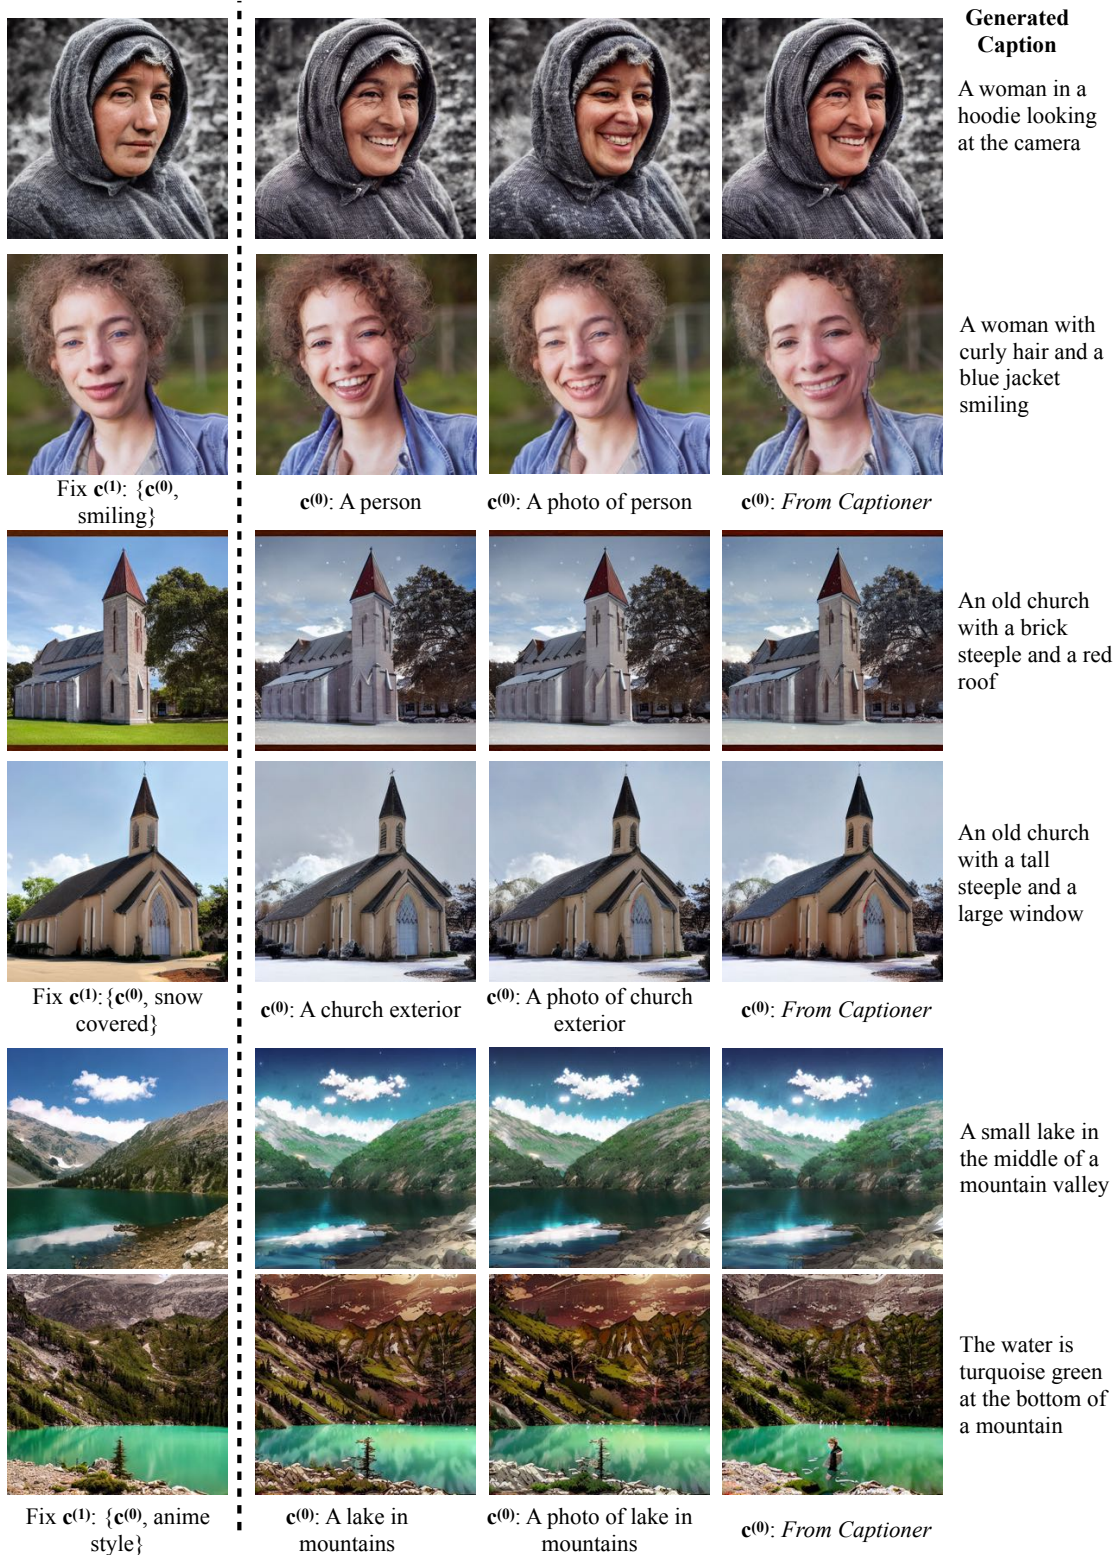 Generated
Caption
A woman in a
hoodie looking
at the camera
A woman with
curly hair and a
blue jacket
smiling
Fix c(1): {c(0),
smiling}
c(0): A person
c(0): A photo of person
c(0): From Captioner
An old church
with a brick
steeple and a red
roof
An old church
with a tall
steeple and a
large window
Fix c(1):{c(0), snow
covered}
c(0): A church exterior
c(0): A photo of church
exterior
c(0): From Captioner
A small lake in
the middle of a
mountain valley
The water is
turquoise green
at the bottom of
a mountain
Fix c(1): {c(0), anime
style}
c(0): A lake in
mountains
c(0): A photo of lake in
mountains
c(0): From Captioner